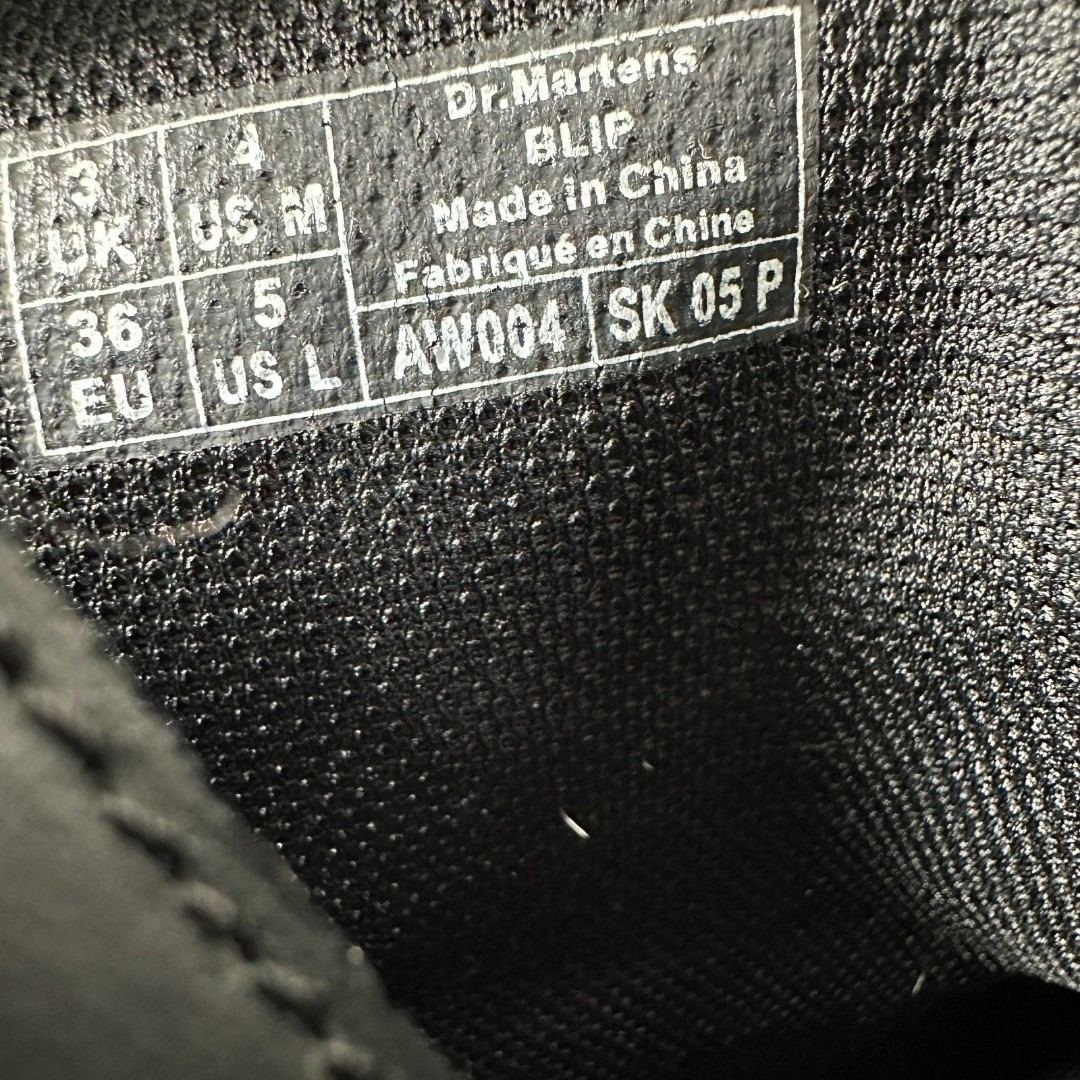 3
UK
4
US M
36
EU
5
US L
Dr.Martens
BLIP
Made in China
Fabriqué en Chine
AW004
SK 05 P